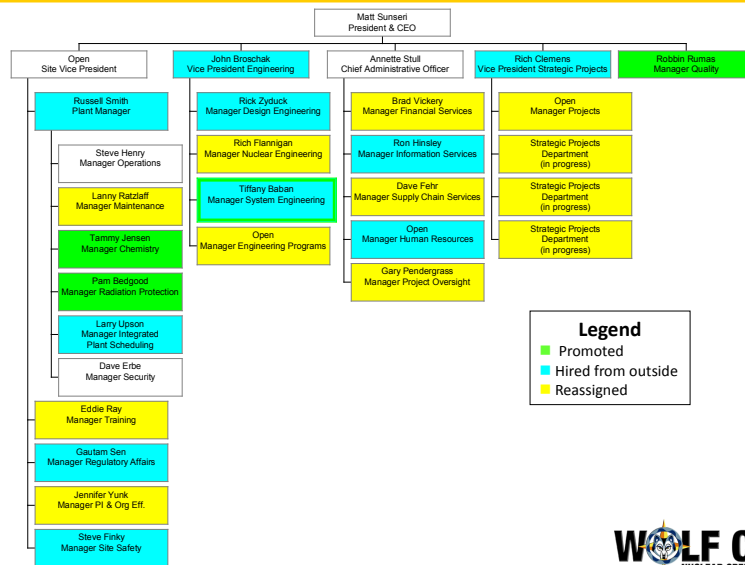 Matt Sunseri
President & CEO
Open
Site Vice President
John Broschak
Vice President Engineering
Annette Stull
Chief Administrative Officer
Rich Clemens
Vice President Strategic Projects
Robbin Rumas
Manager Quality
Russell Smith
Plant Manager
Steve Henry
Manager Operations
Lanny Ratzlaff
Manager Maintenance
Tammy Jensen
Manager Chemistry
Pam Bedgood
Manager Radiation Protection
Larry Upson
Manager Integrated
Plant Scheduling
Dave Erbe
Manager Security
Eddie Ray
Manager Training
Gautam Sen
Manager Regulatory Affairs
Jennifer Yunk
Manager PI & Org Eff.
Steve Finky
Manager Site Safety
Rick Zyduck
Manager Design Engineering
Rich Flannigan
Manager Nuclear Engineering
Tiffany Baban
Manager System Engineering
Open
Manager Engineering Programs
Brad Vickery
Manager Financial Services
Ron Hinsley
Manager Information Services
Dave Fehr
Manager Supply Chain Services
Open
Manager Human Resources
Gary Pendergrass
Manager Project Oversight
Open
Manager Projects
Strategic Projects
Department
(in progress)
Strategic Projects
Department
(in progress)
Strategic Projects
Department
(in progress)
Legend
Promoted
Hired from outside
Reassigned
WOLF C